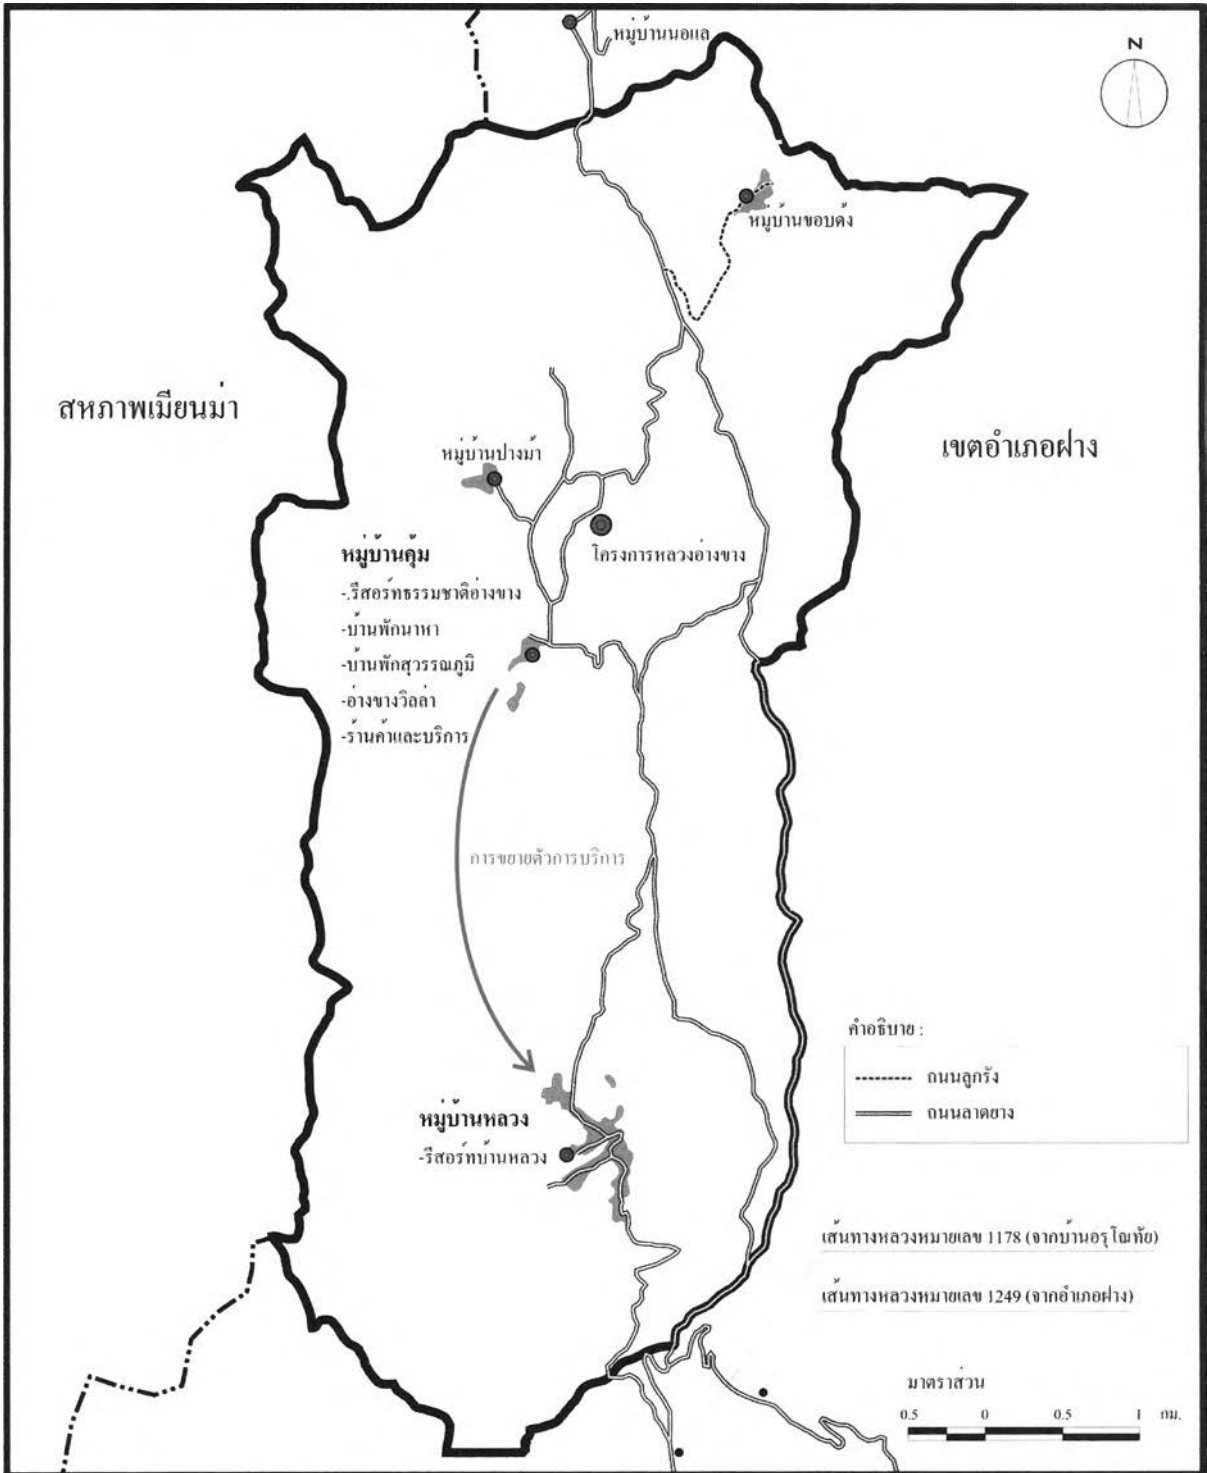 หมู่บ้านนอแล
N
หมู่บ้านขอบด้ง
สหภาพเมียนม่า
เขตอำเภอฝาง
หมู่บ้านปางม้า
โครงการหลวงอ่างขาง
หมู่บ้านคุ้ม
-.รีสอร์ทธรรมชาติอ่างขาง
-บ้านพักนาหา
-บ้านพักสุวรรณภูมิ
-อ่างขางวิลล่า
-ร้านค้าและบริการ
การขยายตัวการบริการ
คำอธิบาย :
ถนนลูกรัง
ถนนลาดยาง
หมู่บ้านหลวง
-รีสอร์ทบ้านหลวง
เส้นทางหลวงหมายเลข 1178 (จากบ้านอรุโณทัย)
เส้นทางหลวงหมายเลข 1249 (จากอำเภอฝาง)
มาตราส่วน
0.5 0 0.5 1 กม.